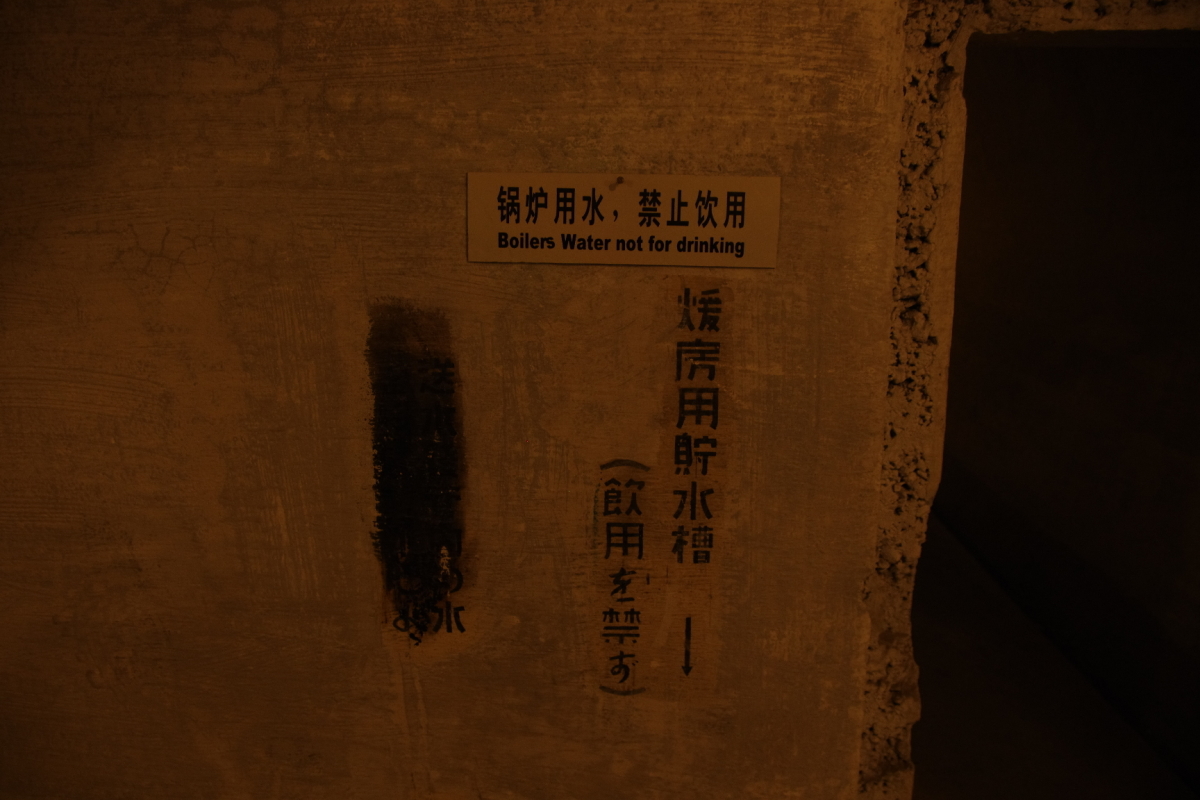 锅炉用水，禁止饮用
Boilers Water not for drinking
煖房用貯水槽 ↓
（飲用を禁す）
水